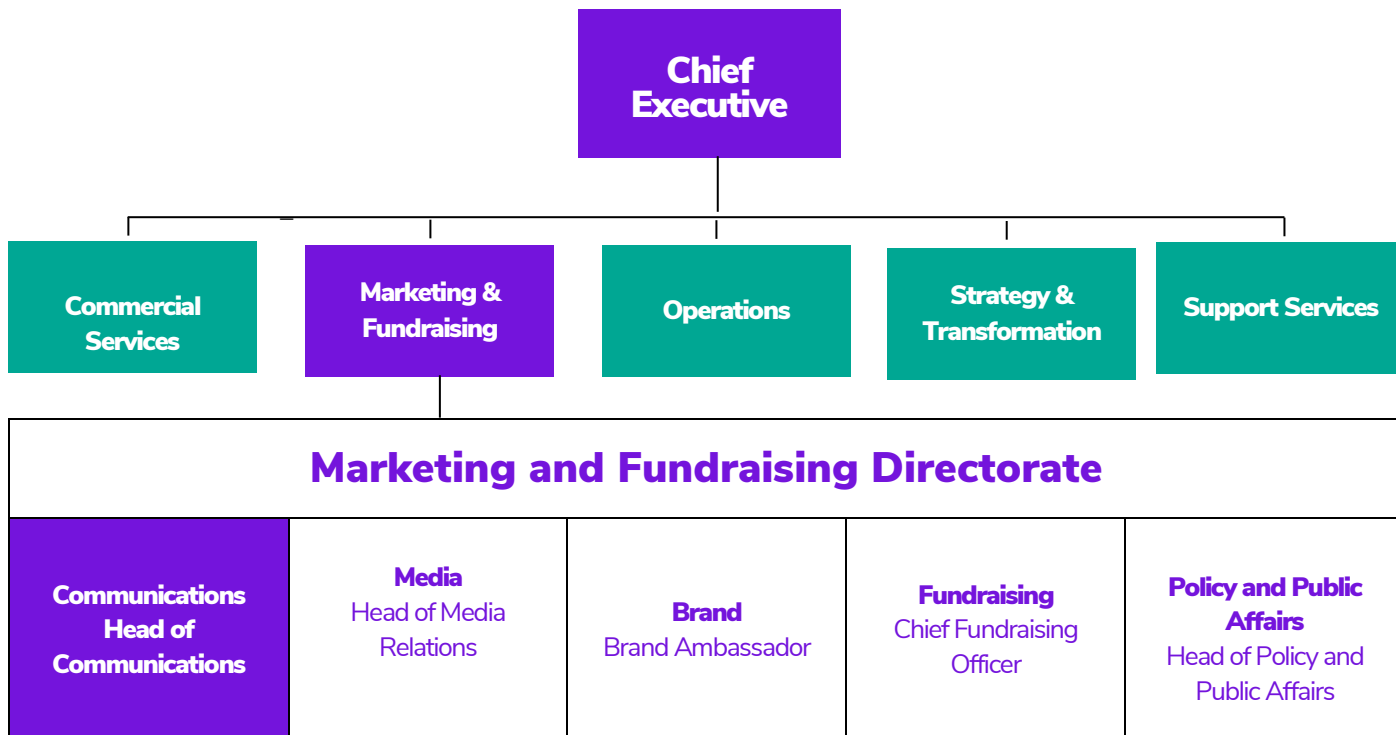 Chief
Executive
Commercial
Services
Marketing &
Fundraising
Operations
Strategy &
Transformation
Support Services
Marketing and Fundraising Directorate
Communications
Head of
Communications
Media
Head of Media
Relations
Brand
Brand Ambassador
Fundraising
Chief Fundraising
Officer
Policy and Public
Affairs
Head of Policy and
Public Affairs